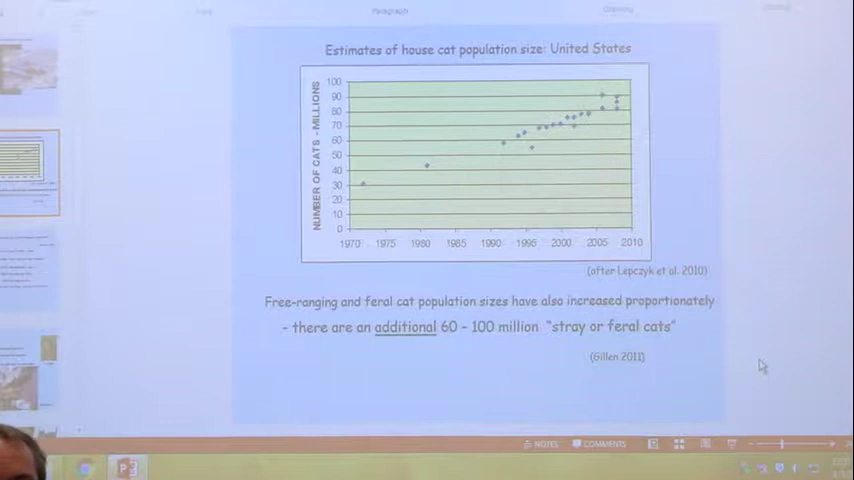 Paragraph
Drawing
Estimates of house cat population size: United States
NUMBER OF CATS - MILLIONS
100
90
80
70
60
50
40
30
20
10
0
1970 1975 1980 1985 1990 1995 2000 2005 2010
(after Lepczyk et al. 2010)
Free-ranging and feral cat population sizes have also increased proportionately
- there are an additional 60 - 100 million "stray or feral cats"
(Gillen 2011)
NOTES COMMENTS